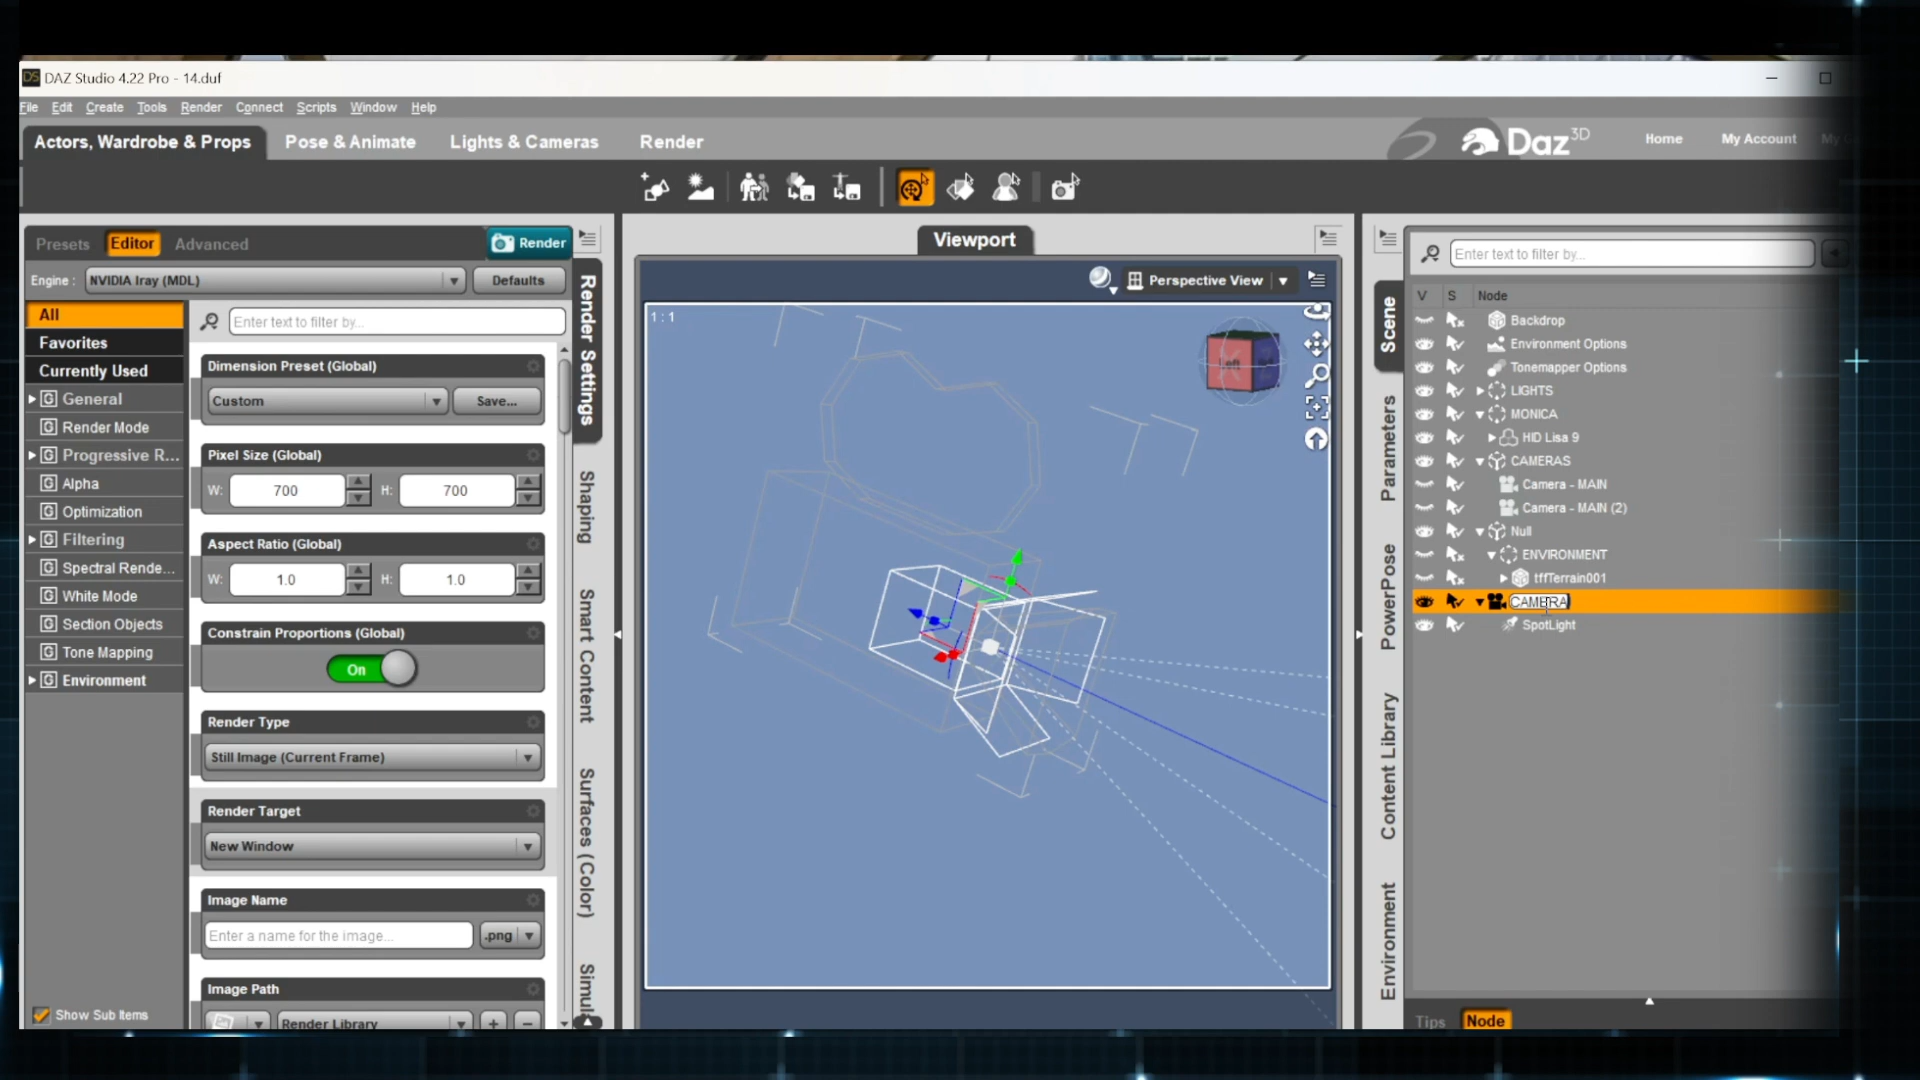 DAZ Studio 4.22 Pro - 14.duf
File Edit Create Tools Render Connect Scripts Window Help
Actors, Wardrobe & Props Pose & Animate Lights & Cameras Render
Daz 3D Home My Account My
Presets Editor Advanced Render
Engine : NVIDIA Iray (MDL) Defaults
All
Favorites
Currently Used
General
Render Mode
Progressive R...
Alpha
Optimization
Filtering
Spectral Rende...
White Mode
Section Objects
Tone Mapping
Environment
Show Sub Items
Enter text to filter by...
Dimension Preset (Global)
Custom Save...
Pixel Size (Global)
W: 700 H: 700
Aspect Ratio (Global)
W: 1.0 H: 1.0
Constrain Proportions (Global)
On
Render Type
Still Image (Current Frame)
Render Target
New Window
Image Name
Enter a name for the image... .png
Image Path
Render Library
Render Settings
Shaping
Smart Content
Surfaces (Color)
Simul
Viewport
Perspective View
1 : 1
Left
Scene
Parameters
PowerPose
Content Library
Environment
Enter text to filter by...
V S Node
Backdrop
Environment Options
Tonemapper Options
LIGHTS
MONICA
HID Lisa 9
CAMERAS
Camera - MAIN
Camera - MAIN (2)
Null
ENVIRONMENT
tffTerrain001
CAMERA
SpotLight
Tips Node